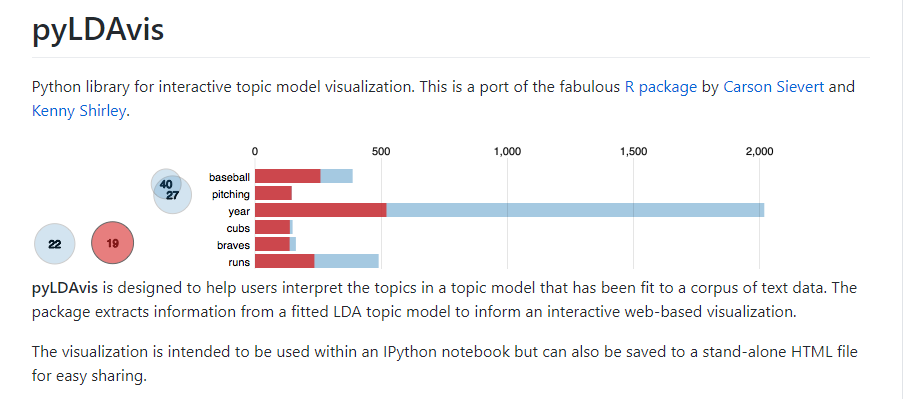 pyLDAvis
Python library for interactive topic model visualization. This is a port of the fabulous R package by Carson Sievert and
Kenny Shirley.
0 500 1,000 1,500 2,000
baseball
40
27
pitching
year
cubs
22
19
braves
runs
pyLDAvis is designed to help users interpret the topics in a topic model that has been fit to a corpus of text data. The
package extracts information from a fitted LDA topic model to inform an interactive web-based visualization.
The visualization is intended to be used within an IPython notebook but can also be saved to a stand-alone HTML file
for easy sharing.